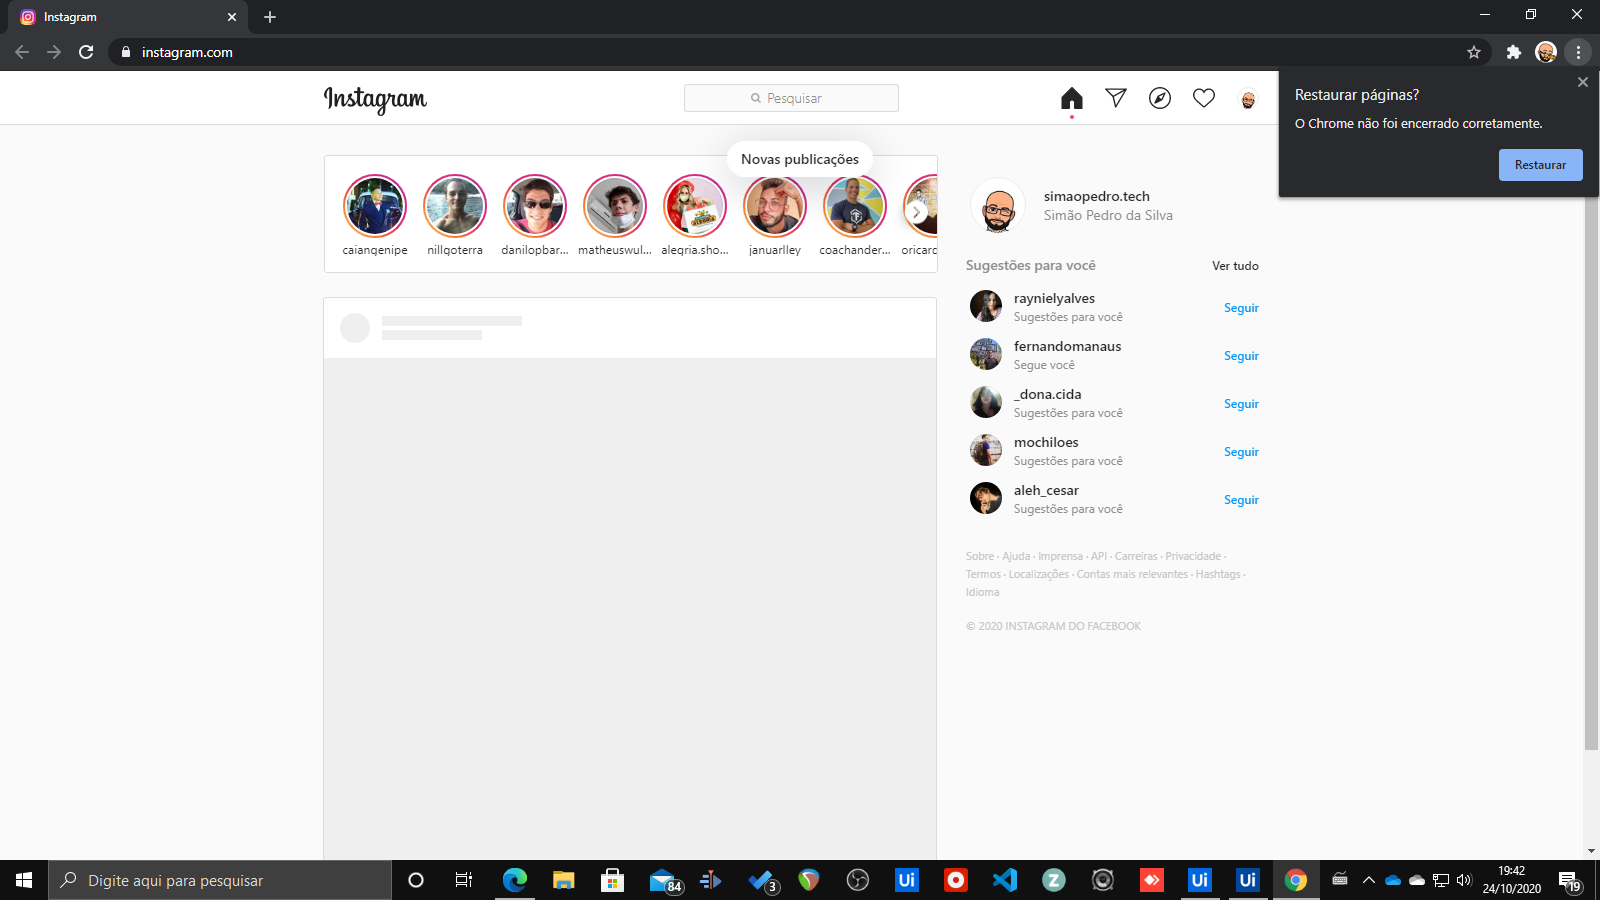 Instagram
instagram.com
Restaurar páginas?
O Chrome não foi encerrado corretamente.
Restaurar
Instagram
Pesquisar
Novas publicações
caiangenipe
nillgoterra
danilopbar...
matheuswul...
alegria.sho...
januarlley
coachander...
oricard
simaopedro.tech
Simão Pedro da Silva
Sugestões para você
Ver tudo
raynielyalves
Sugestões para você
Seguir
fernandomanaus
Segue você
Seguir
_dona.cida
Sugestões para você
Seguir
mochiloes
Sugestões para você
Seguir
aleh_cesar
Sugestões para você
Seguir
Sobre · Ajuda · Imprensa · API · Carreiras · Privacidade ·
Termos · Localizações · Contas mais relevantes · Hashtags ·
Idioma
© 2020 INSTAGRAM DO FACEBOOK
Digite aqui para pesquisar
84
3
Ui
Z
Ui
Ui
19:42
24/10/2020
19